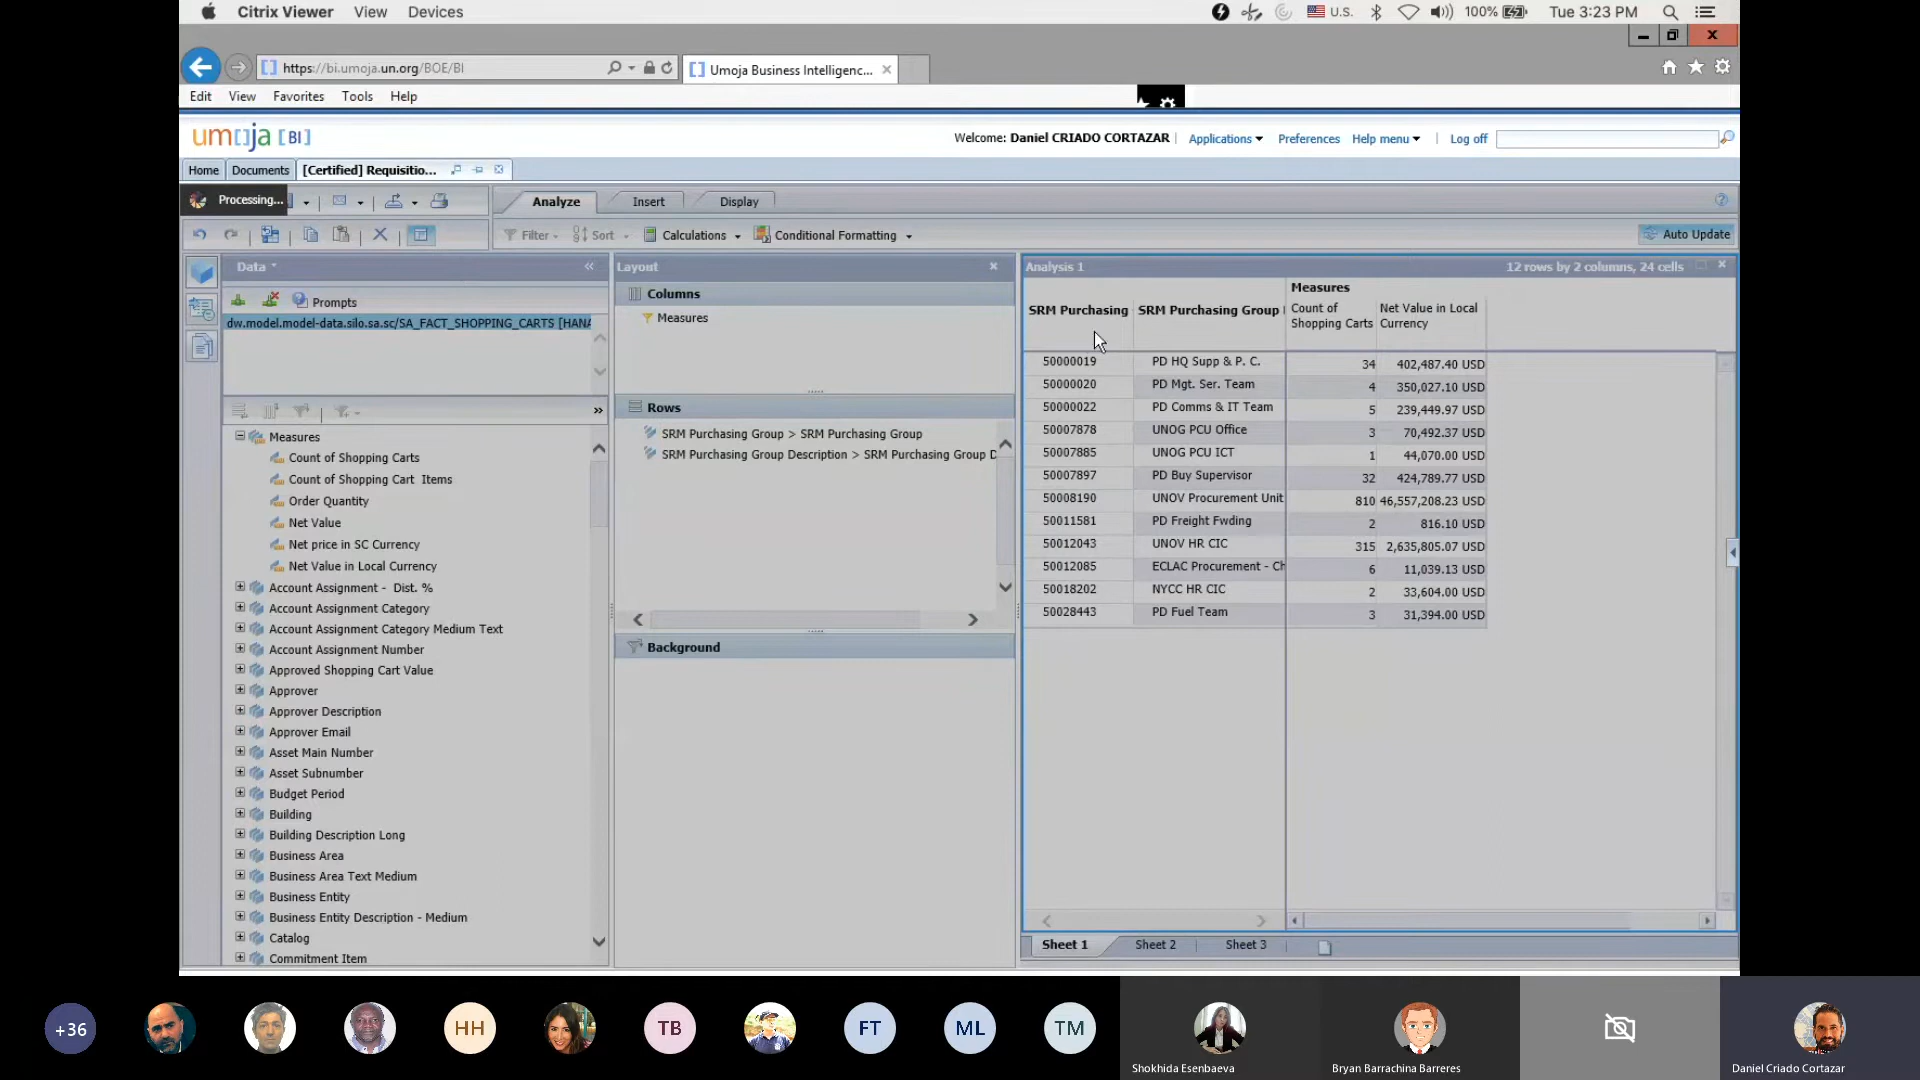 Citrix Viewer View Devices
U.S. 100% Tue 3:23 PM
https://bi.umoja.un.org/BOE/BI
Umoja Business Intelligenc...
Edit View Favorites Tools Help
um[]ja [BI]
Welcome: Daniel CRIADO CORTAZAR Applications Preferences Help menu Log off
Home Documents [Certified] Requisitio...
Processing...
Analyze Insert Display
Filter Sort Calculations Conditional Formatting
Auto Update
Data
Prompts
dw.model.model-data.silo.sa.sc/SA_FACT_SHOPPING_CARTS [HANA
Measures
Count of Shopping Carts
Count of Shopping Cart Items
Order Quantity
Net Value
Net price in SC Currency
Net Value in Local Currency
Account Assignment - Dist. %
Account Assignment Category
Account Assignment Category Medium Text
Account Assignment Number
Approved Shopping Cart Value
Approver
Approver Description
Approver Email
Asset Main Number
Asset Subnumber
Budget Period
Building
Building Description Long
Business Area
Business Area Text Medium
Business Entity
Business Entity Description - Medium
Catalog
Commitment Item
Layout
Columns
Measures
Rows
SRM Purchasing Group > SRM Purchasing Group
SRM Purchasing Group Description > SRM Purchasing Group D
Background
Analysis 1 12 rows by 2 columns, 24 cells
Measures
SRM Purchasing SRM Purchasing Group Count of Shopping Carts Net Value in Local Currency
50000019 PD HQ Supp & P. C. 34 402,487.40 USD
50000020 PD Mgt. Ser. Team 4 350,027.10 USD
50000022 PD Comms & IT Team 5 239,449.97 USD
50007878 UNOG PCU Office 3 70,492.37 USD
50007885 UNOG PCU ICT 1 44,070.00 USD
50007897 PD Buy Supervisor 32 424,789.77 USD
50008190 UNOV Procurement Unit 810 46,557,208.23 USD
50011581 PD Freight Fwding 2 816.10 USD
50012043 UNOV HR CIC 315 2,635,805.07 USD
50012085 ECLAC Procurement - Ch 6 11,039.13 USD
50018202 NYCC HR CIC 2 33,604.00 USD
50028443 PD Fuel Team 3 31,394.00 USD
Sheet 1 Sheet 2 Sheet 3
+36 HH TB FT ML TM
Shokhida Esenbaeva Bryan Barrachina Barreres Daniel Criado Cortazar